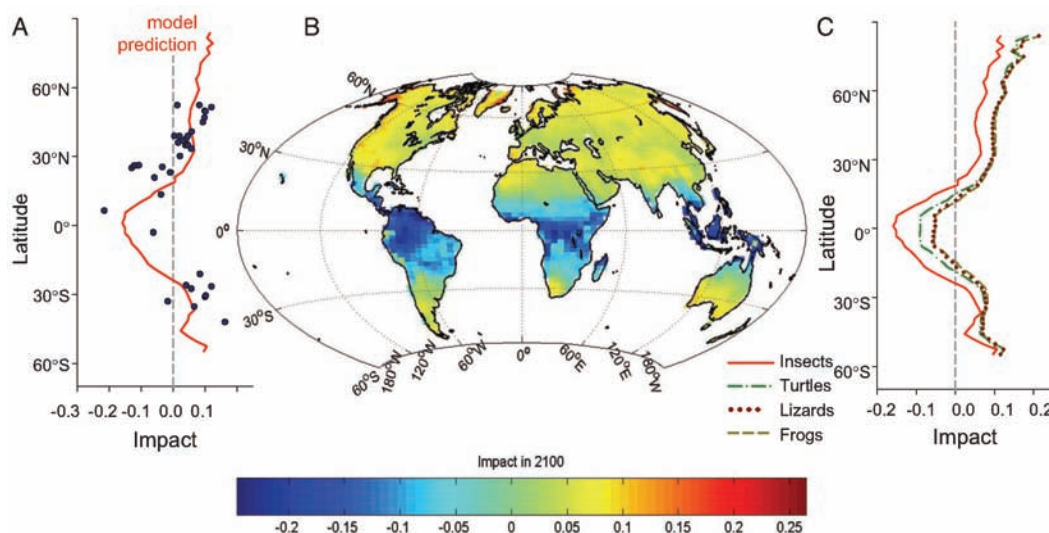 A
model
prediction
B
C
Latitude
60°N
30°N
0°
30°S
60°S
-0.3
-0.2
-0.1
0.0
0.1
Impact
60°N
30°N
0°
30°S
60°S
180°W
120°W
60°W
0°
60°E
120°E
160°W
Latitude
60°N
30°N
0°
30°S
60°S
-0.2
-0.1
0.0
0.1
0.2
Impact
Insects
Turtles
Lizards
Frogs
Impact in 2100
-0.2
-0.15
-0.1
-0.05
0
0.05
0.1
0.15
0.2
0.25